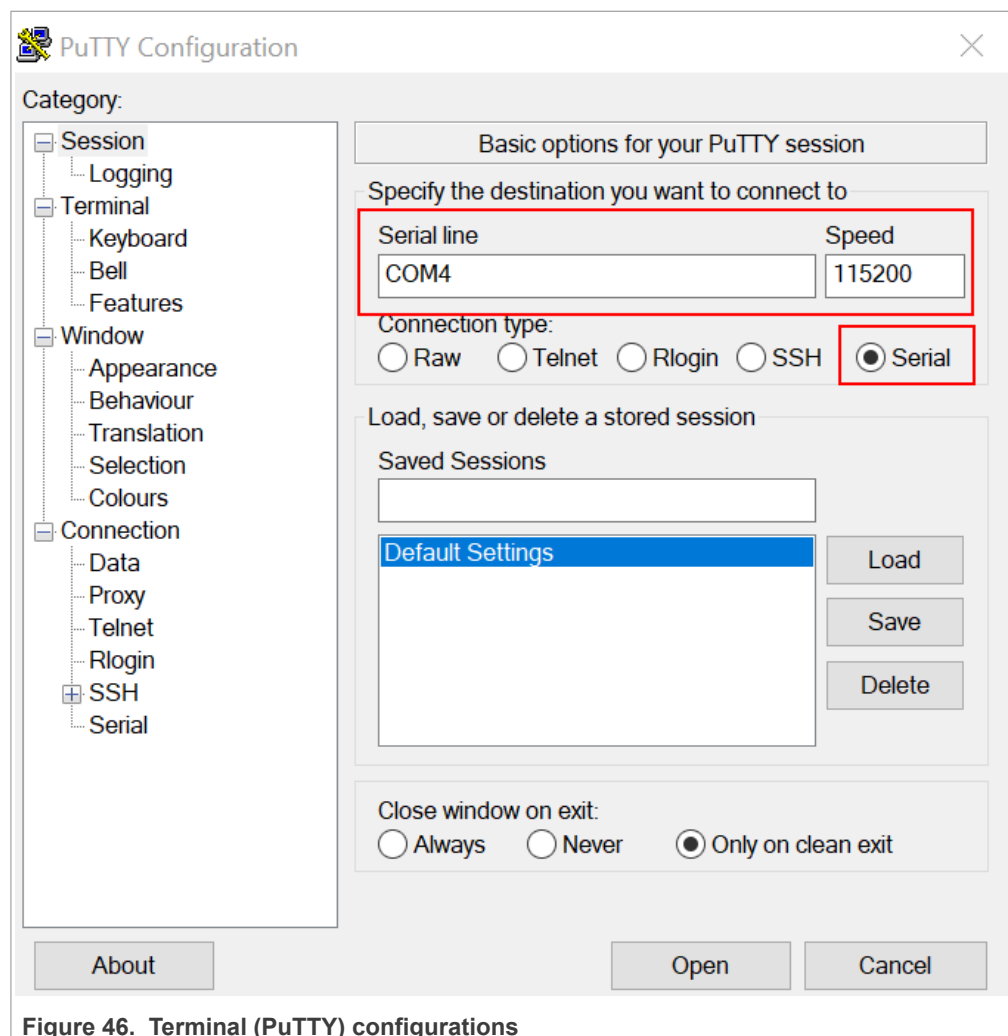 PuTTY Configuration
Category:
Session
Logging
Terminal
Keyboard
Bell
Features
Window
Appearance
Behaviour
Translation
Selection
Colours
Connection
Data
Proxy
Telnet
Rlogin
SSH
Serial
Basic options for your PuTTY session
Specify the destination you want to connect to
Serial line Speed
COM4 115200
Connection type:
Raw Telnet Rlogin SSH Serial
Load, save or delete a stored session
Saved Sessions
Default Settings
Load
Save
Delete
Close window on exit:
Always Never Only on clean exit
About Open Cancel
Figure 46. Terminal (PuTTY) configurations